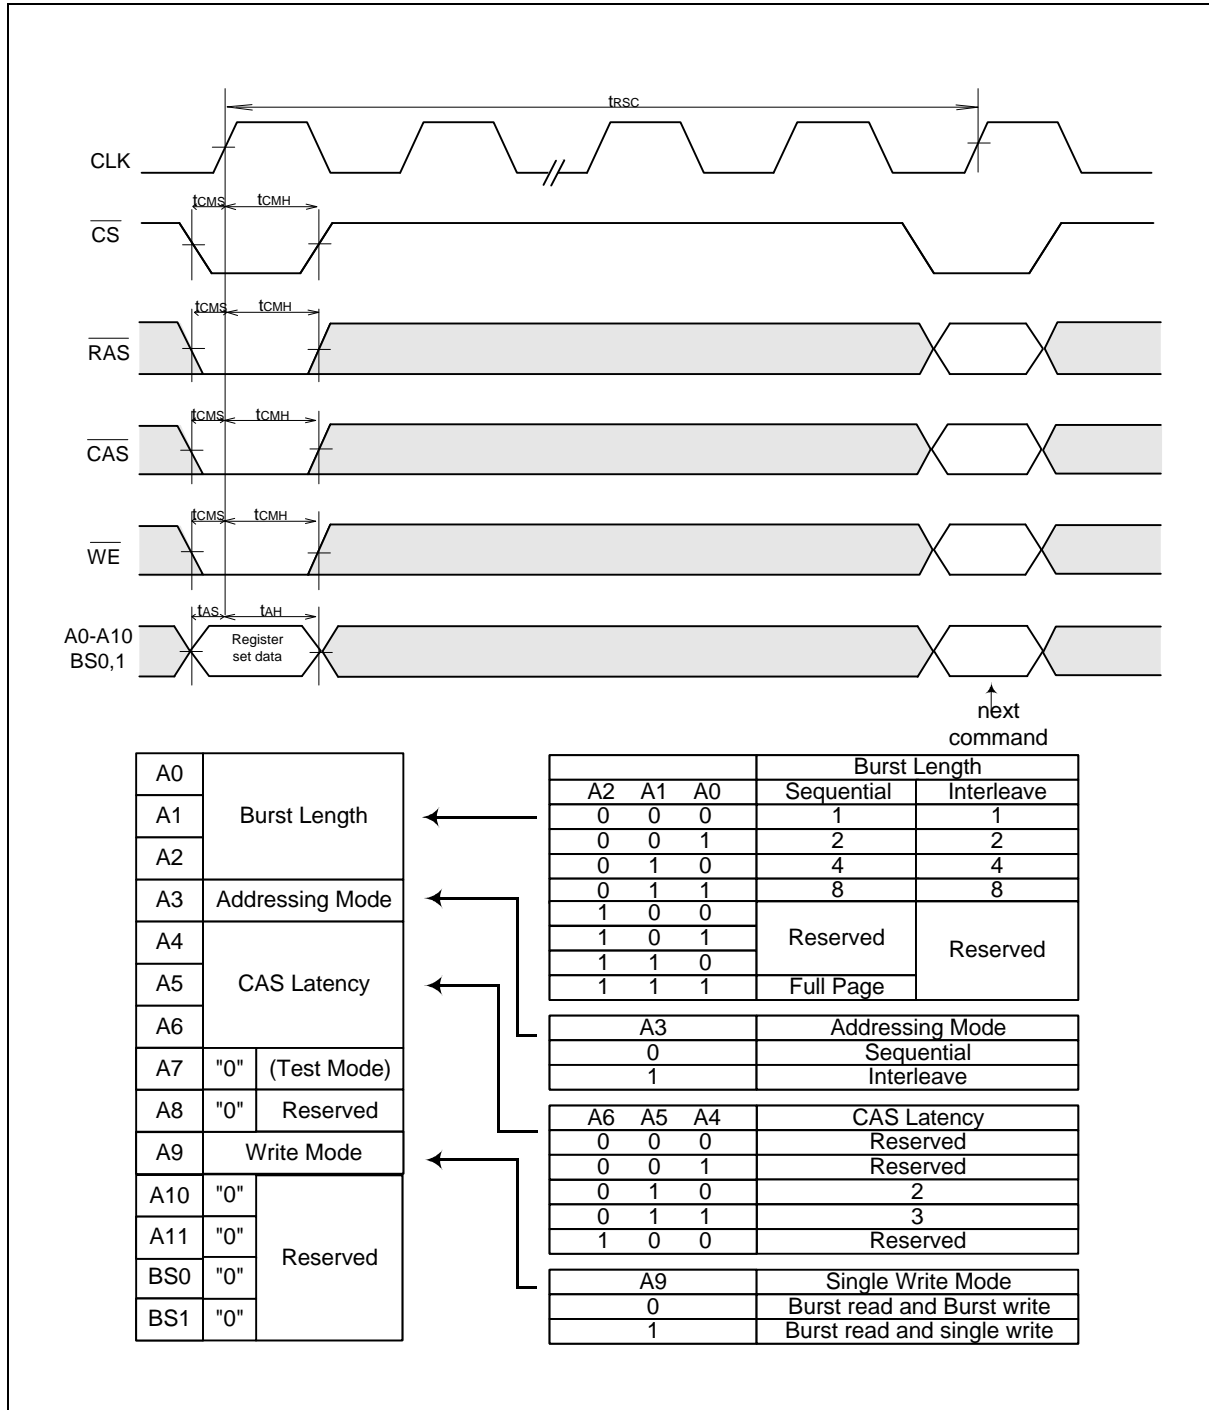 tRSC
CLK
tCMS tCMH
CS
tCMS tCMH
RAS
tCMS tCMH
CAS
tCMS tCMH
WE
tAS tAH
A0-A10
BS0,1
Register
set data
next
command
A0
A1
A2
Burst Length
A3 Addressing Mode
A4
A5
A6
CAS Latency
A7 "0" (Test Mode)
A8 "0" Reserved
A9 Write Mode
A10 "0"
A11 "0"
BS0 "0"
BS1 "0"
Reserved
Burst Length
A2 A1 A0 Sequential Interleave
0 0 0 1 1
0 0 1 2 2
0 1 0 4 4
0 1 1 8 8
1 0 0
1 0 1 Reserved
1 1 0
Reserved
1 1 1 Full Page
A3 Addressing Mode
0 Sequential
1 Interleave
A6 A5 A4 CAS Latency
0 0 0 Reserved
0 0 1 Reserved
0 1 0 2
0 1 1 3
1 0 0 Reserved
A9 Single Write Mode
0 Burst read and Burst write
1 Burst read and single write